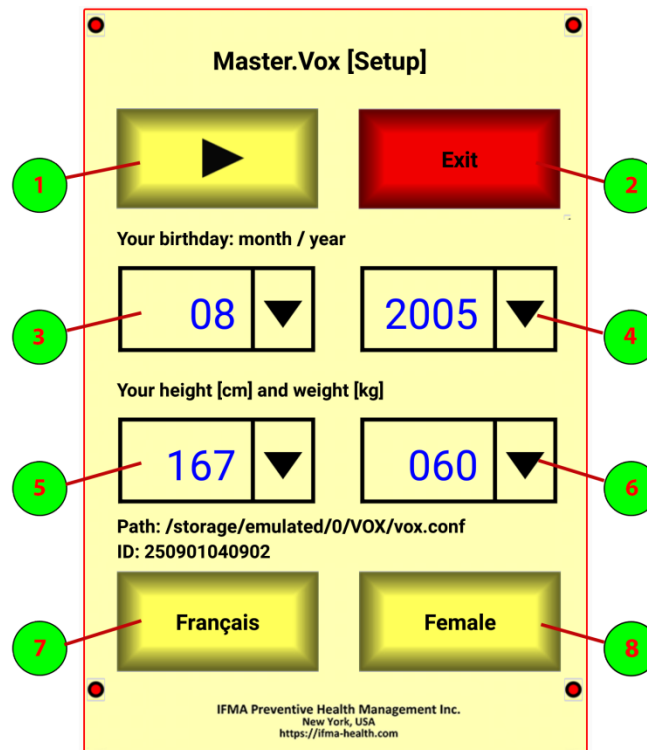 Master.Vox [Setup]
1
Exit
2
Your birthday: month / year
3
08
2005
4
Your height [cm] and weight [kg]
5
167
060
6
Path: /storage/emulated/0/VOX/vox.conf
ID: 250901040902
7
Français
Female
8
IFMA Preventive Health Management Inc.
New York, USA
https://ifma-health.com